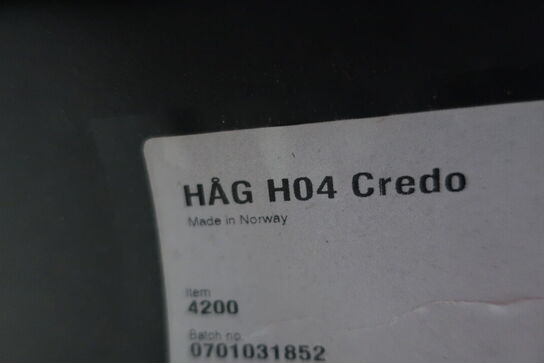 HÅG H04 Credo
Made in Norway
Item
4200
Batch no.
0701031852